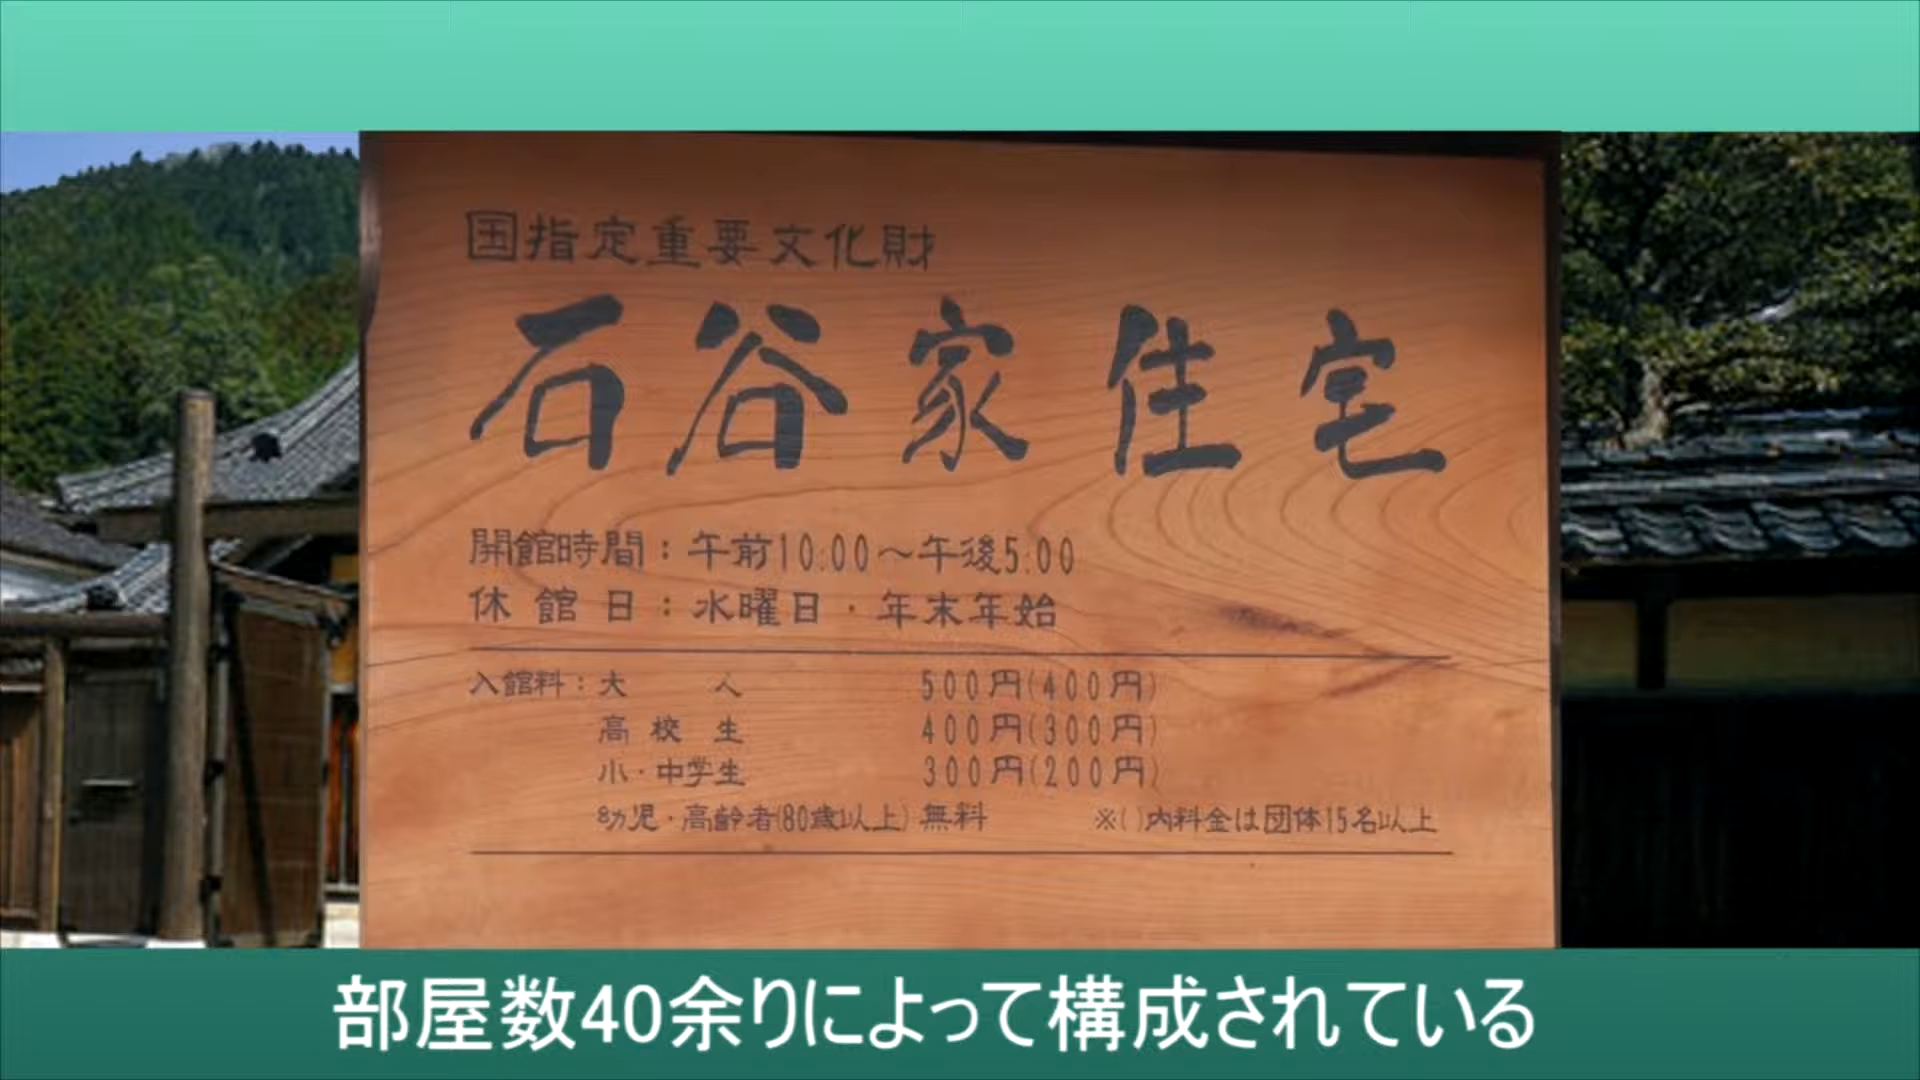 国指定重要文化財
石谷家住宅
開館時間：午前10:00～午後5:00
休館日：水曜日・年末年始
入館料：大人 500円(400円)
高校生 400円(300円)
小・中学生 300円(200円)
幼児・高齢者(80歳以上) 無料 ※( )内料金は団体15名以上
部屋数40余りによって構成されている